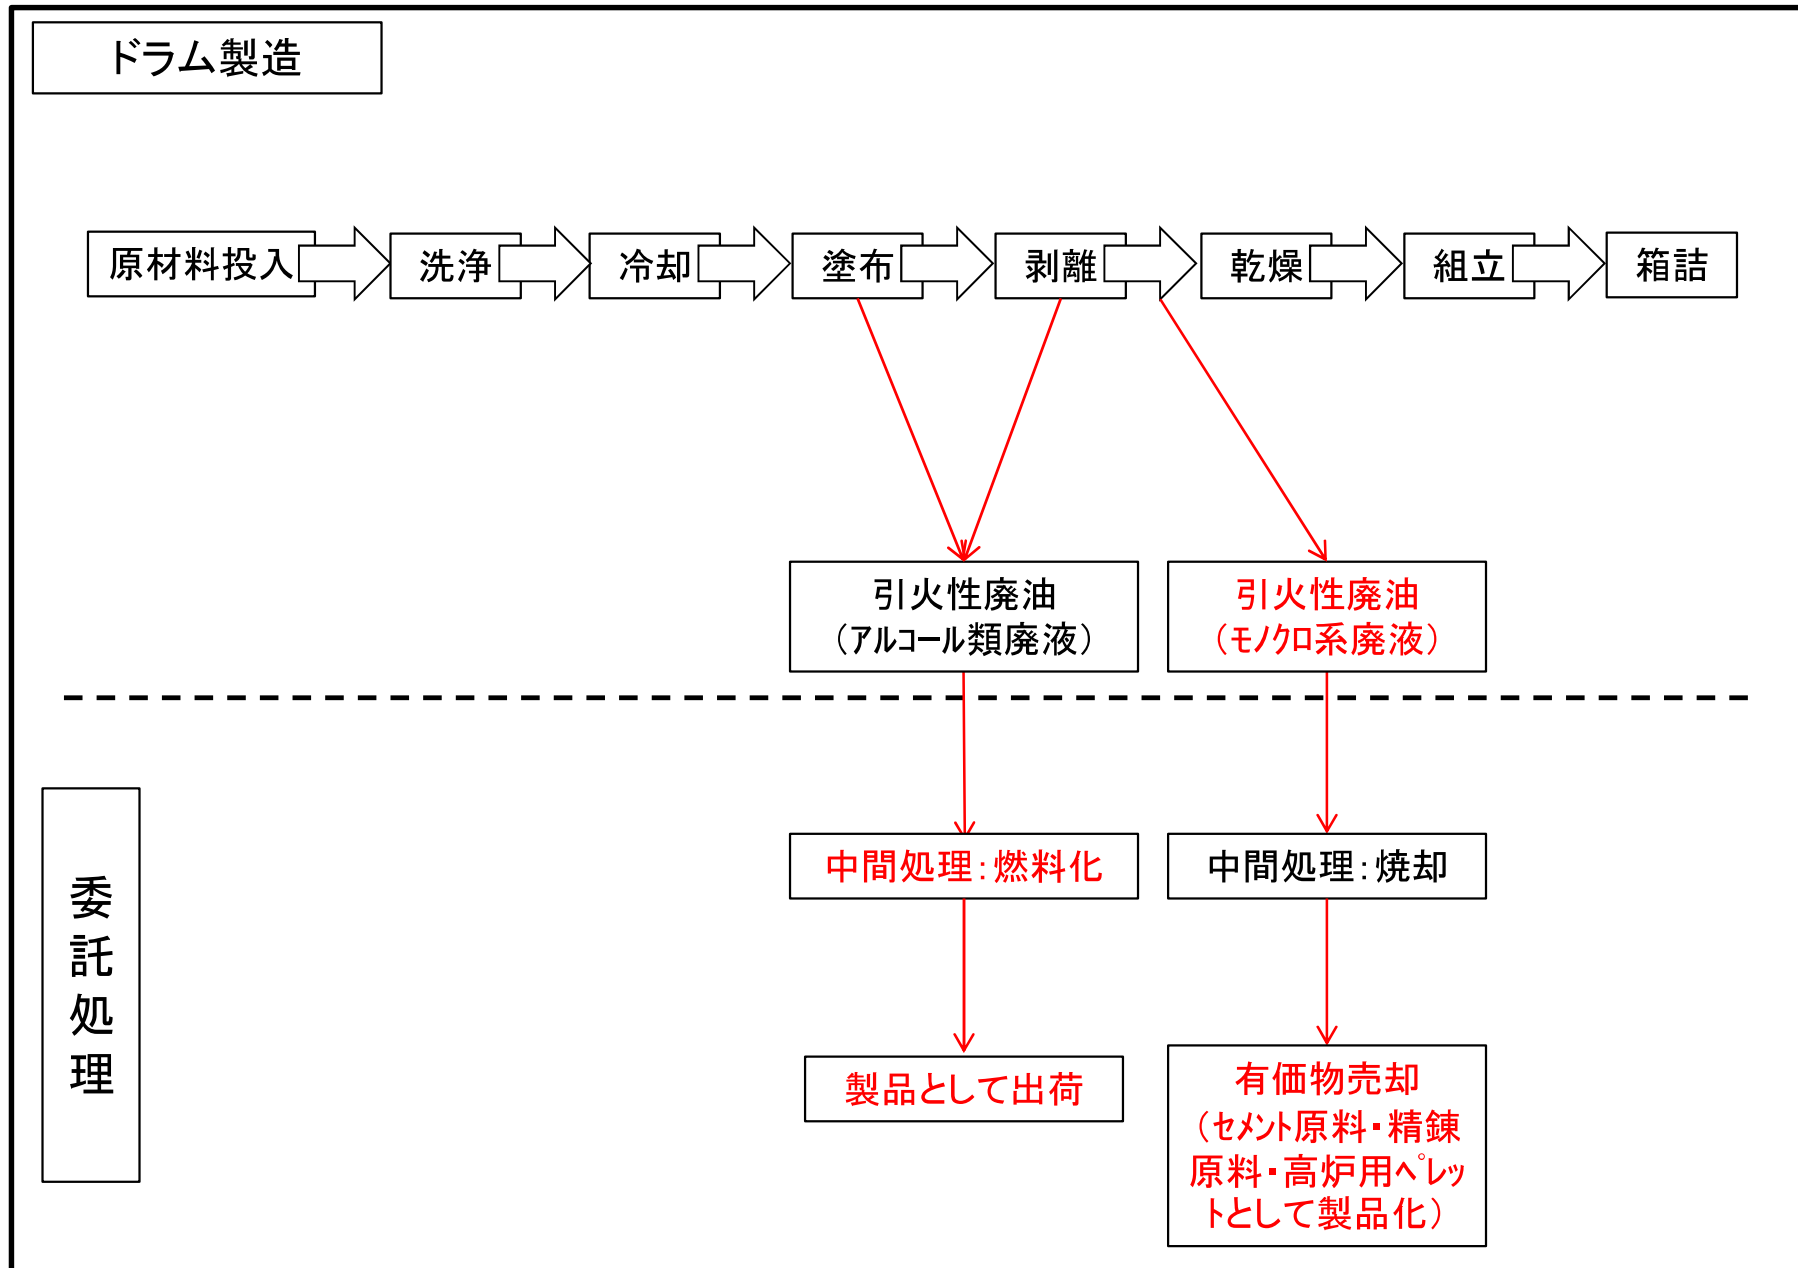 ドラム製造
原材料投入
洗浄
冷却
塗布
剥離
乾燥
組立
箱詰
引火性廃油
（アルコール類廃液）
引火性廃油
（モノクロ系廃液）
委託処理
中間処理：燃料化
中間処理：焼却
製品として出荷
有価物売却
（セメント原料・精錬
原料・高炉用ペレッ
トとして製品化）